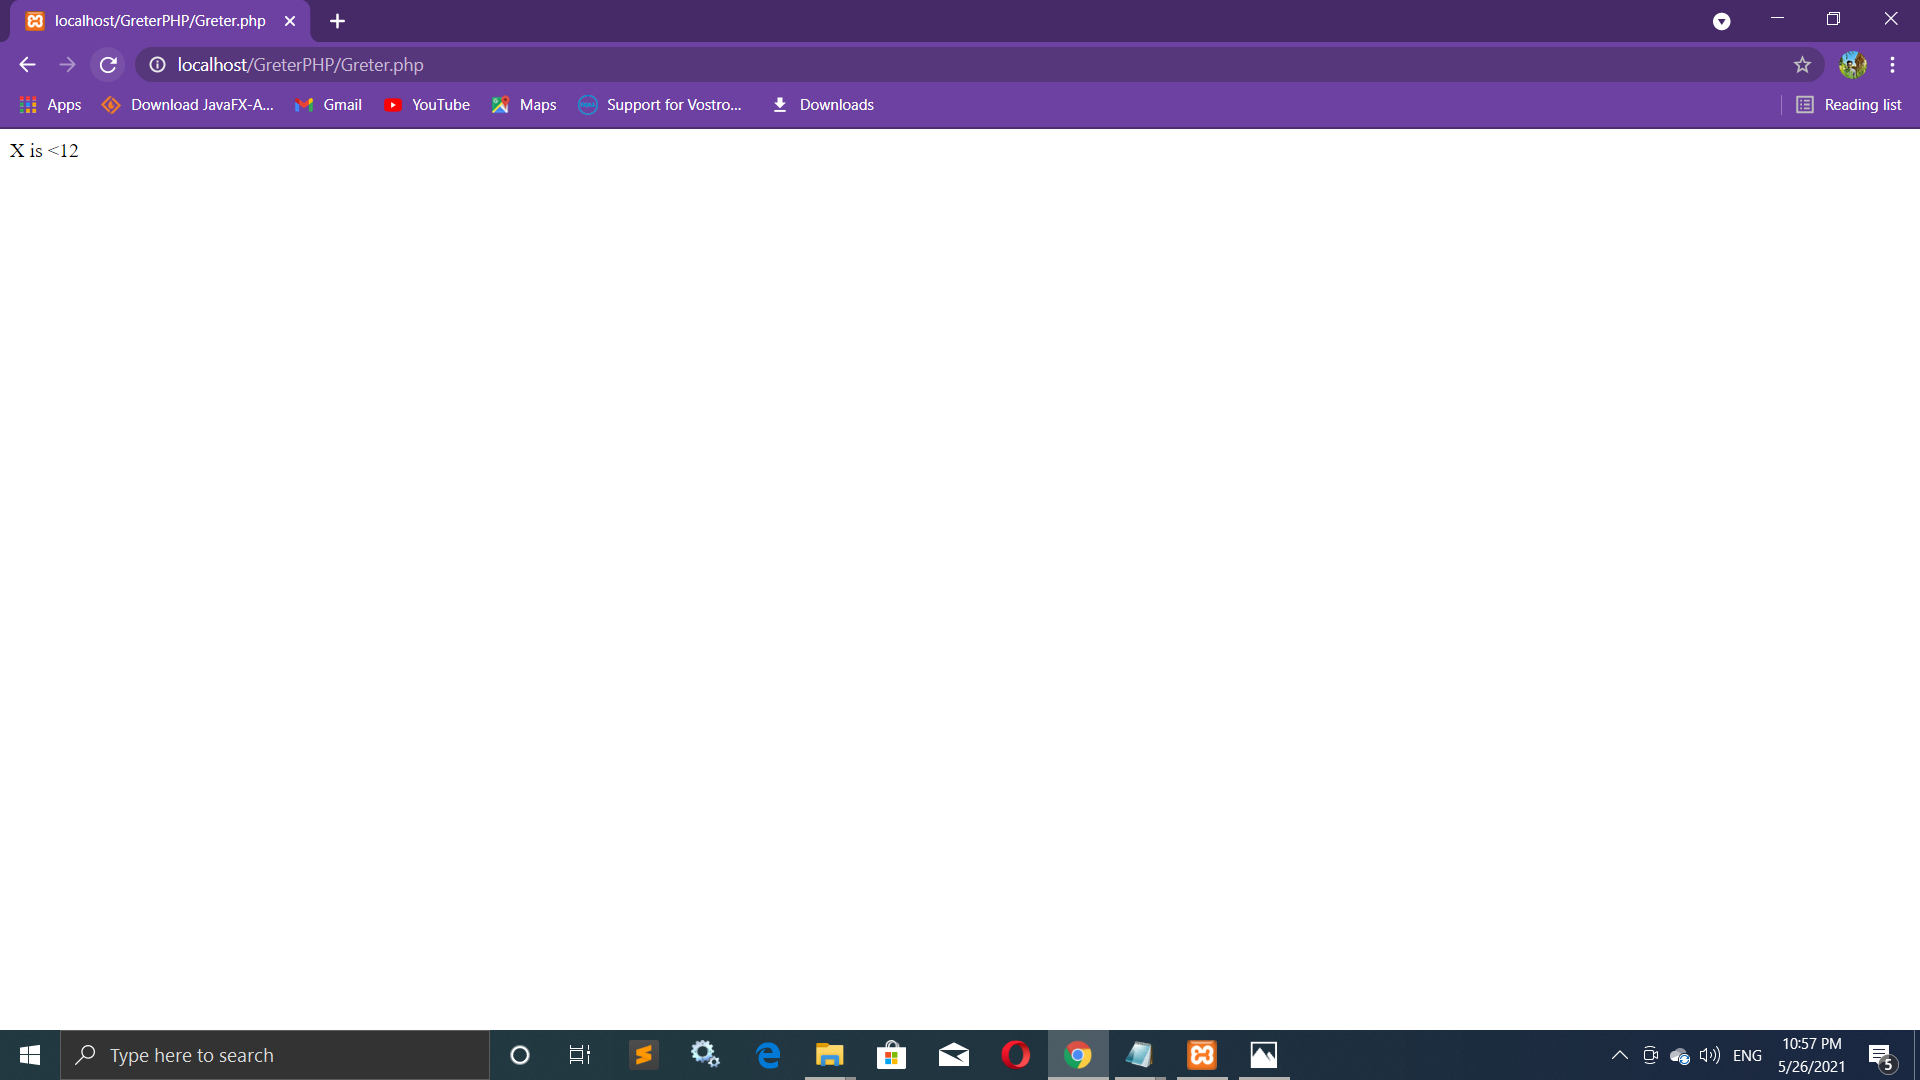 localhost/GreterPHP/Greter.php
localhost/GreterPHP/Greter.php
Apps Download JavaFX-A... Gmail YouTube Maps Support for Vostro... Downloads Reading list
X is <12
Type here to search
ENG
10:57 PM
5/26/2021
5